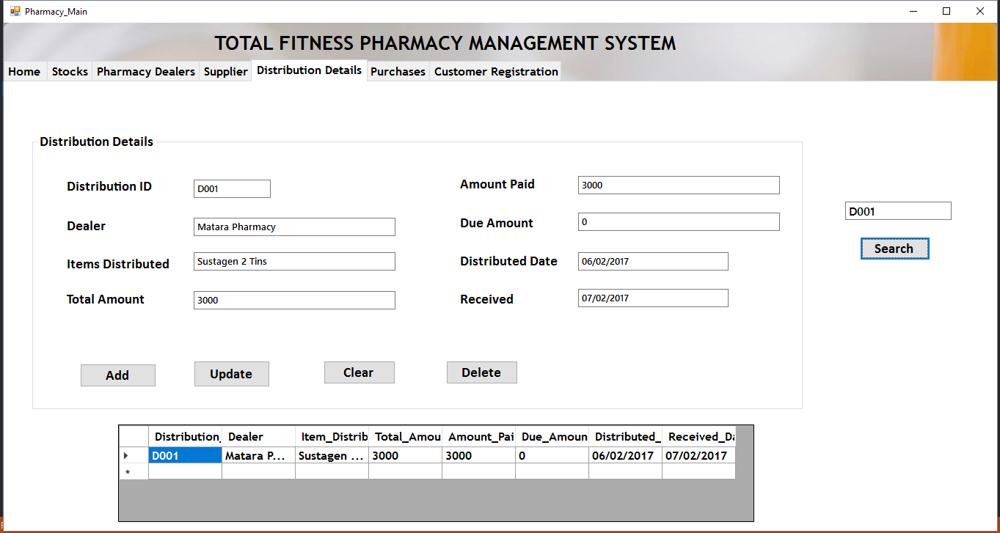 Pharmacy_Main
TOTAL FITNESS PHARMACY MANAGEMENT SYSTEM
Home Stocks Pharmacy Dealers Supplier Distribution Details Purchases Customer Registration
Distribution Details
Distribution ID D001
Dealer Matara Pharmacy
Items Distributed Sustagen 2 Tins
Total Amount 3000
Amount Paid 3000
Due Amount 0
Distributed Date 06/02/2017
Received 07/02/2017
D001
Search
Add Update Clear Delete
Distribution_ Dealer Item_Distrib Total_Amou Amount_Pai Due_Amoun Distributed_ Received_Da
D001 Matara P... Sustagen ... 3000 3000 0 06/02/2017 07/02/2017